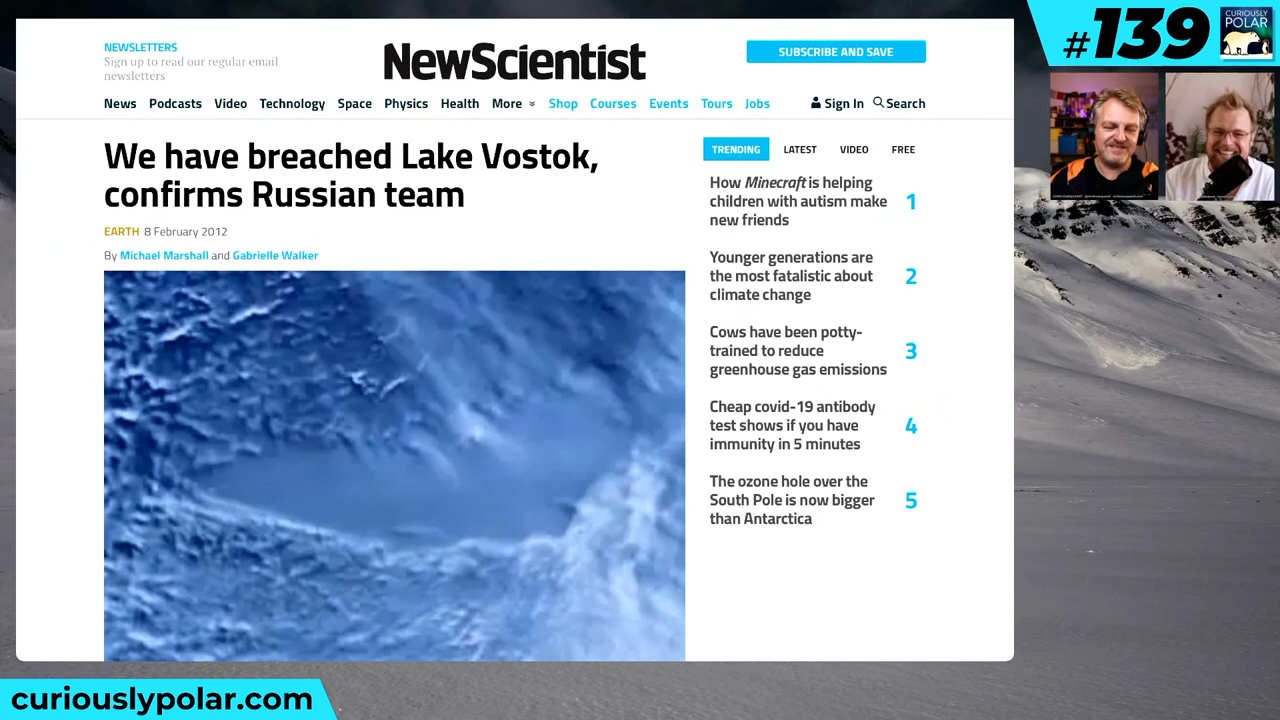 NEWSLETTERS
Sign up to read our regular email
newsletters
NewScientist
SUBSCRIBE AND SAVE
News Podcasts Video Technology Space Physics Health More Shop Courses Events Tours Jobs Sign In Search
We have breached Lake Vostok,
confirms Russian team
EARTH 8 February 2012
By Michael Marshall and Gabrielle Walker
TRENDING LATEST VIDEO FREE
How Minecraft is helping
children with autism make
new friends
1
Younger generations are
the most fatalistic about
climate change
2
Cows have been potty-
trained to reduce
greenhouse gas emissions
3
Cheap covid-19 antibody
test shows if you have
immunity in 5 minutes
4
The ozone hole over the
South Pole is now bigger
than Antarctica
5
#139
CURIOUSLY
POLAR
curiouslypolar.com